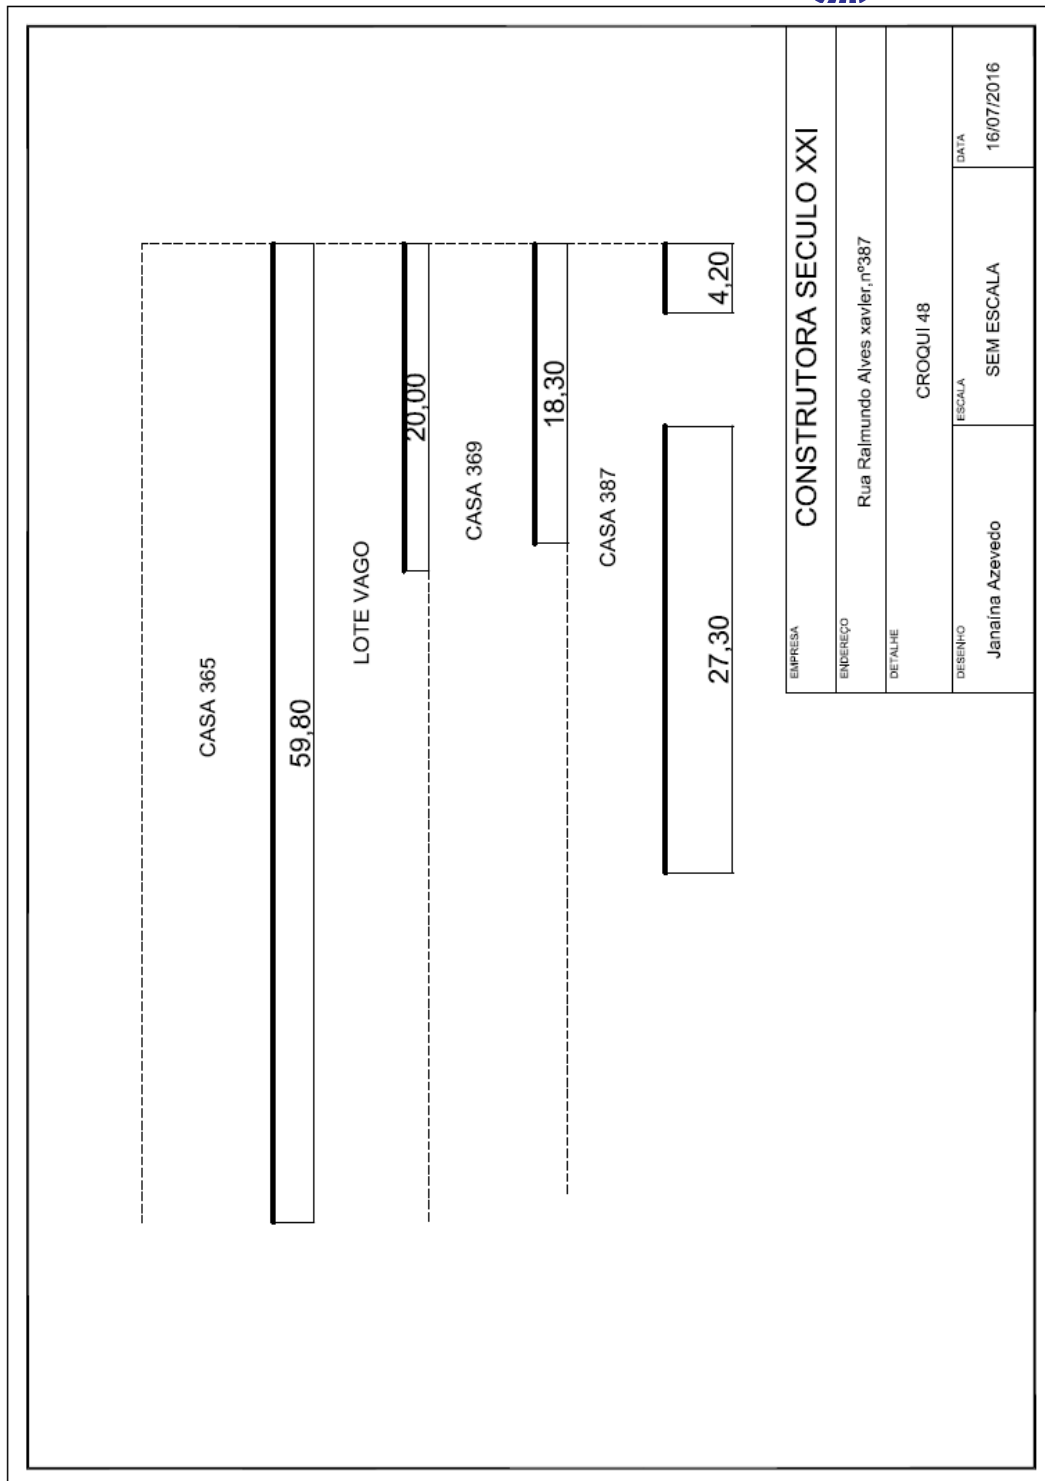 CASA 365
59,80
LOTE VAGO
20,00
CASA 369
18,30
CASA 387
27,30
4,20
EMPRESA
CONSTRUTORA SECULO XXI
ENDEREÇO
Rua Raimundo Alves xavier,nº387
DETALHE
CROQUI 48
DESENHO
Janaína Azevedo
ESCALA
SEM ESCALA
DATA
16/07/2016